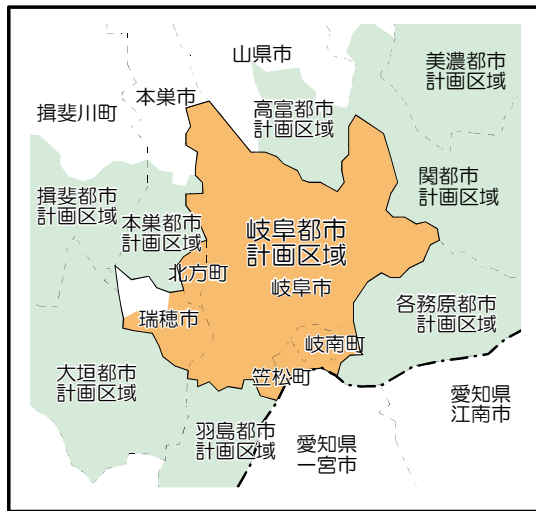 山県市
美濃都市
計画区域
本巣市
揖斐川町
高富都市
計画区域
関都市
計画区域
揖斐都市
計画区域
本巣都市
計画区域
岐阜都市
計画区域
北方町
岐阜市
瑞穂市
各務原都市
計画区域
岐南町
大垣都市
計画区域
笠松町
愛知県
江南市
羽島都市
計画区域
愛知県
一宮市